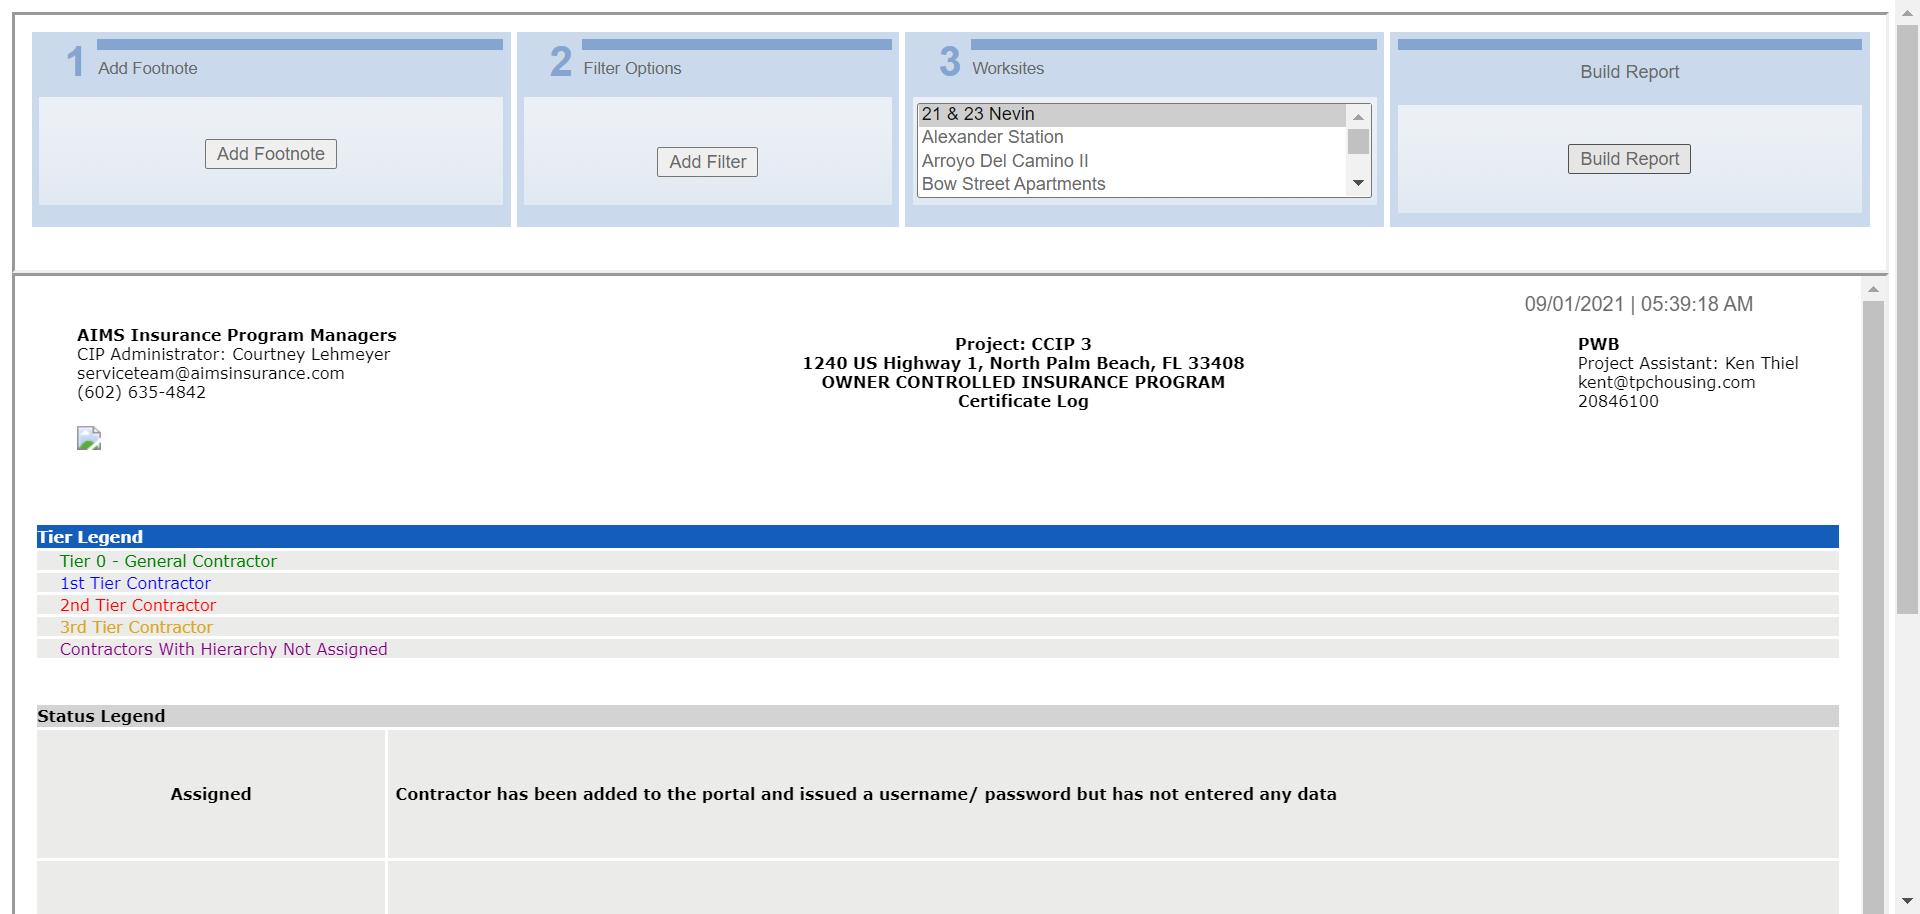 1 Add Footnote
Add Footnote
2 Filter Options
Add Filter
3 Worksites
21 & 23 Nevin
Alexander Station
Arroyo Del Camino II
Bow Street Apartments
Build Report
Build Report
09/01/2021 | 05:39:18 AM
AIMS Insurance Program Managers
CIP Administrator: Courtney Lehmeyer
serviceteam@aimsinsurance.com
(602) 635-4842
Project: CCIP 3
1240 US Highway 1, North Palm Beach, FL 33408
OWNER CONTROLLED INSURANCE PROGRAM
Certificate Log
PWB
Project Assistant: Ken Thiel
kent@tpchousing.com
20846100
Tier Legend
Tier 0 - General Contractor
1st Tier Contractor
2nd Tier Contractor
3rd Tier Contractor
Contractors With Hierarchy Not Assigned
Status Legend
Assigned
Contractor has been added to the portal and issued a username/ password but has not entered any data